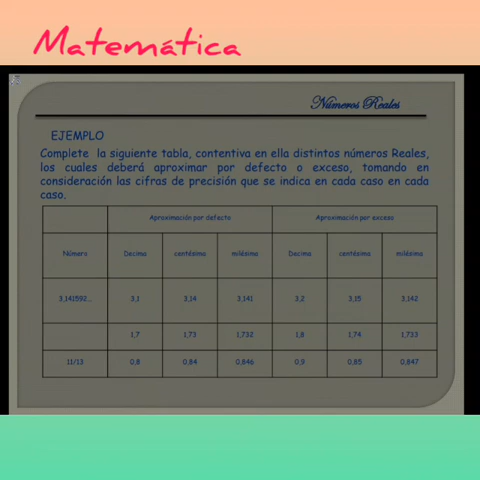 Matemática
Números Reales
EJEMPLO
Complete la siguiente tabla, contentiva en ella distintos números Reales,
los cuales deberá aproximar por defecto o exceso, tomando en
consideración las cifras de precisión que se indica en cada caso en cada
caso.
Aproximación por defecto Aproximación por exceso
Número Decima centésima milésima Decima centésima milésima
3,141592... 3,1 3,14 3,141 3,2 3,15 3,142
1,7 1,73 1,732 1,8 1,74 1,733
11/13 0,8 0,84 0,846 0,9 0,85 0,847